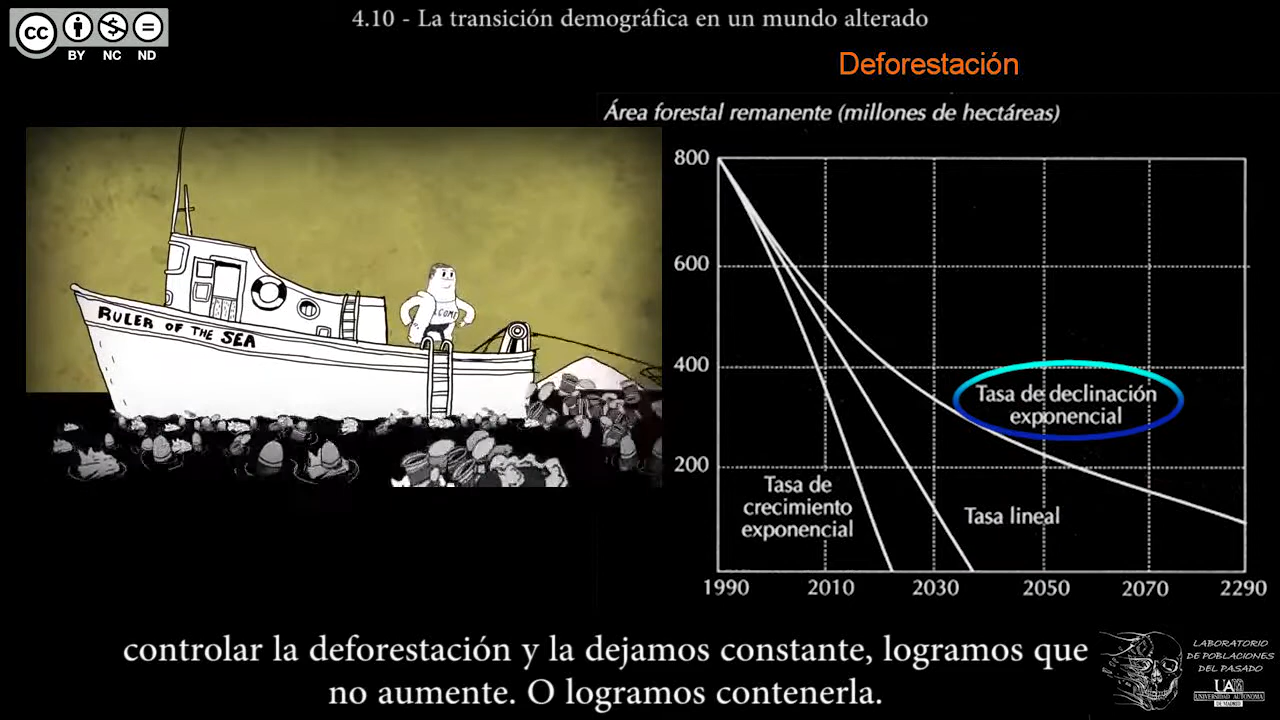 4.10 - La transición demográfica en un mundo alterado
CC
BY NC ND
Deforestación
Área forestal remanente (millones de hectáreas)
800
600
400
200
Tasa de declinación
exponencial
Tasa de
crecimiento
exponencial
Tasa lineal
1990 2010 2030 2050 2070 2290
RULER OF THE SEA
controlar la deforestación y la dejamos constante, logramos que
no aumente. O logramos contenerla.
LABORATORIO
DE POBLACIONES
DEL PASADO
UAM
UNIVERSIDAD AUTONOMA
DE MADRID